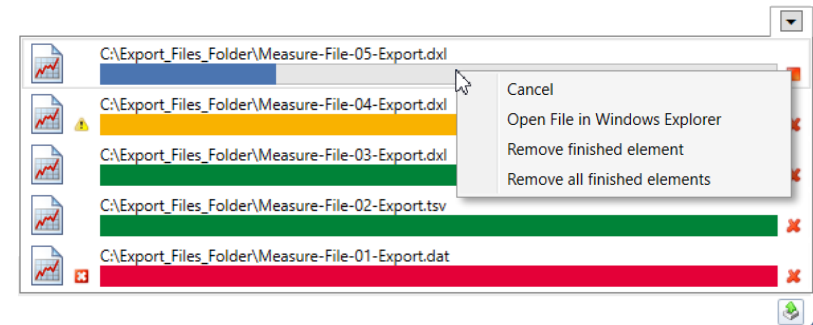 C:\Export_Files_Folder\Measure-File-05-Export.dxl
Cancel
C:\Export_Files_Folder\Measure-File-04-Export.dxl
Open File in Windows Explorer
Remove finished element
C:\Export_Files_Folder\Measure-File-03-Export.dxl
Remove all finished elements
C:\Export_Files_Folder\Measure-File-02-Export.tsv
C:\Export_Files_Folder\Measure-File-01-Export.dat